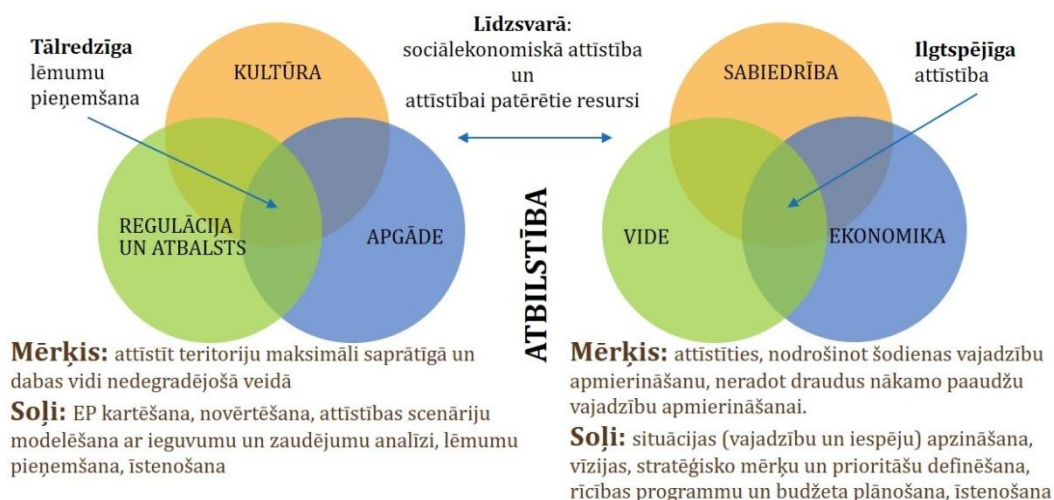 Tālredzīga
lēmumu
pieņemšana
KULTŪRA
REGULĀCIJA
UN ATBALSTS
APGĀDE
Līdzsvarā:
sociālekonomiskā attīstība
un
attīstībai patērētie resursi
ATBILSTĪBA
SABIEDRĪBA
Ilgtspējīga
attīstība
VIDE
EKONOMIKA
Mērķis: attīstīt teritoriju maksimāli saprātīgā un
dabas vidi nedegradējošā veidā
Soļi: EP kartēšana, novērtēšana, attīstības scenāriju
modelēšana ar ieguvumu un zaudējumu analīzi, lēmumu
pieņemšana, īstenošana
Mērķis: attīstīties, nodrošinot šodienas vajadzību
apmierināšanu, neradot draudus nākamo paaudžu
vajadzību apmierināšanai.
Soļi: situācijas (vajadzību un iespēju) apzināšana,
vīzijas, stratēģisko mērķu un prioritāšu definēšana,
rīcības programmu un budžeta plānošana, īstenošana